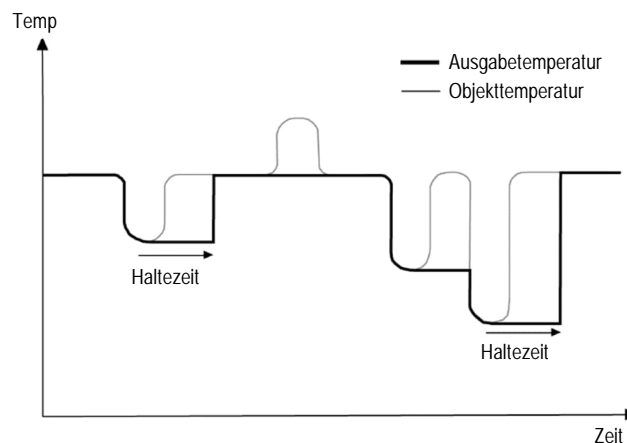 Temp
Ausgabetemperatur
Objekttemperatur
Haltezeit
Haltezeit
Zeit